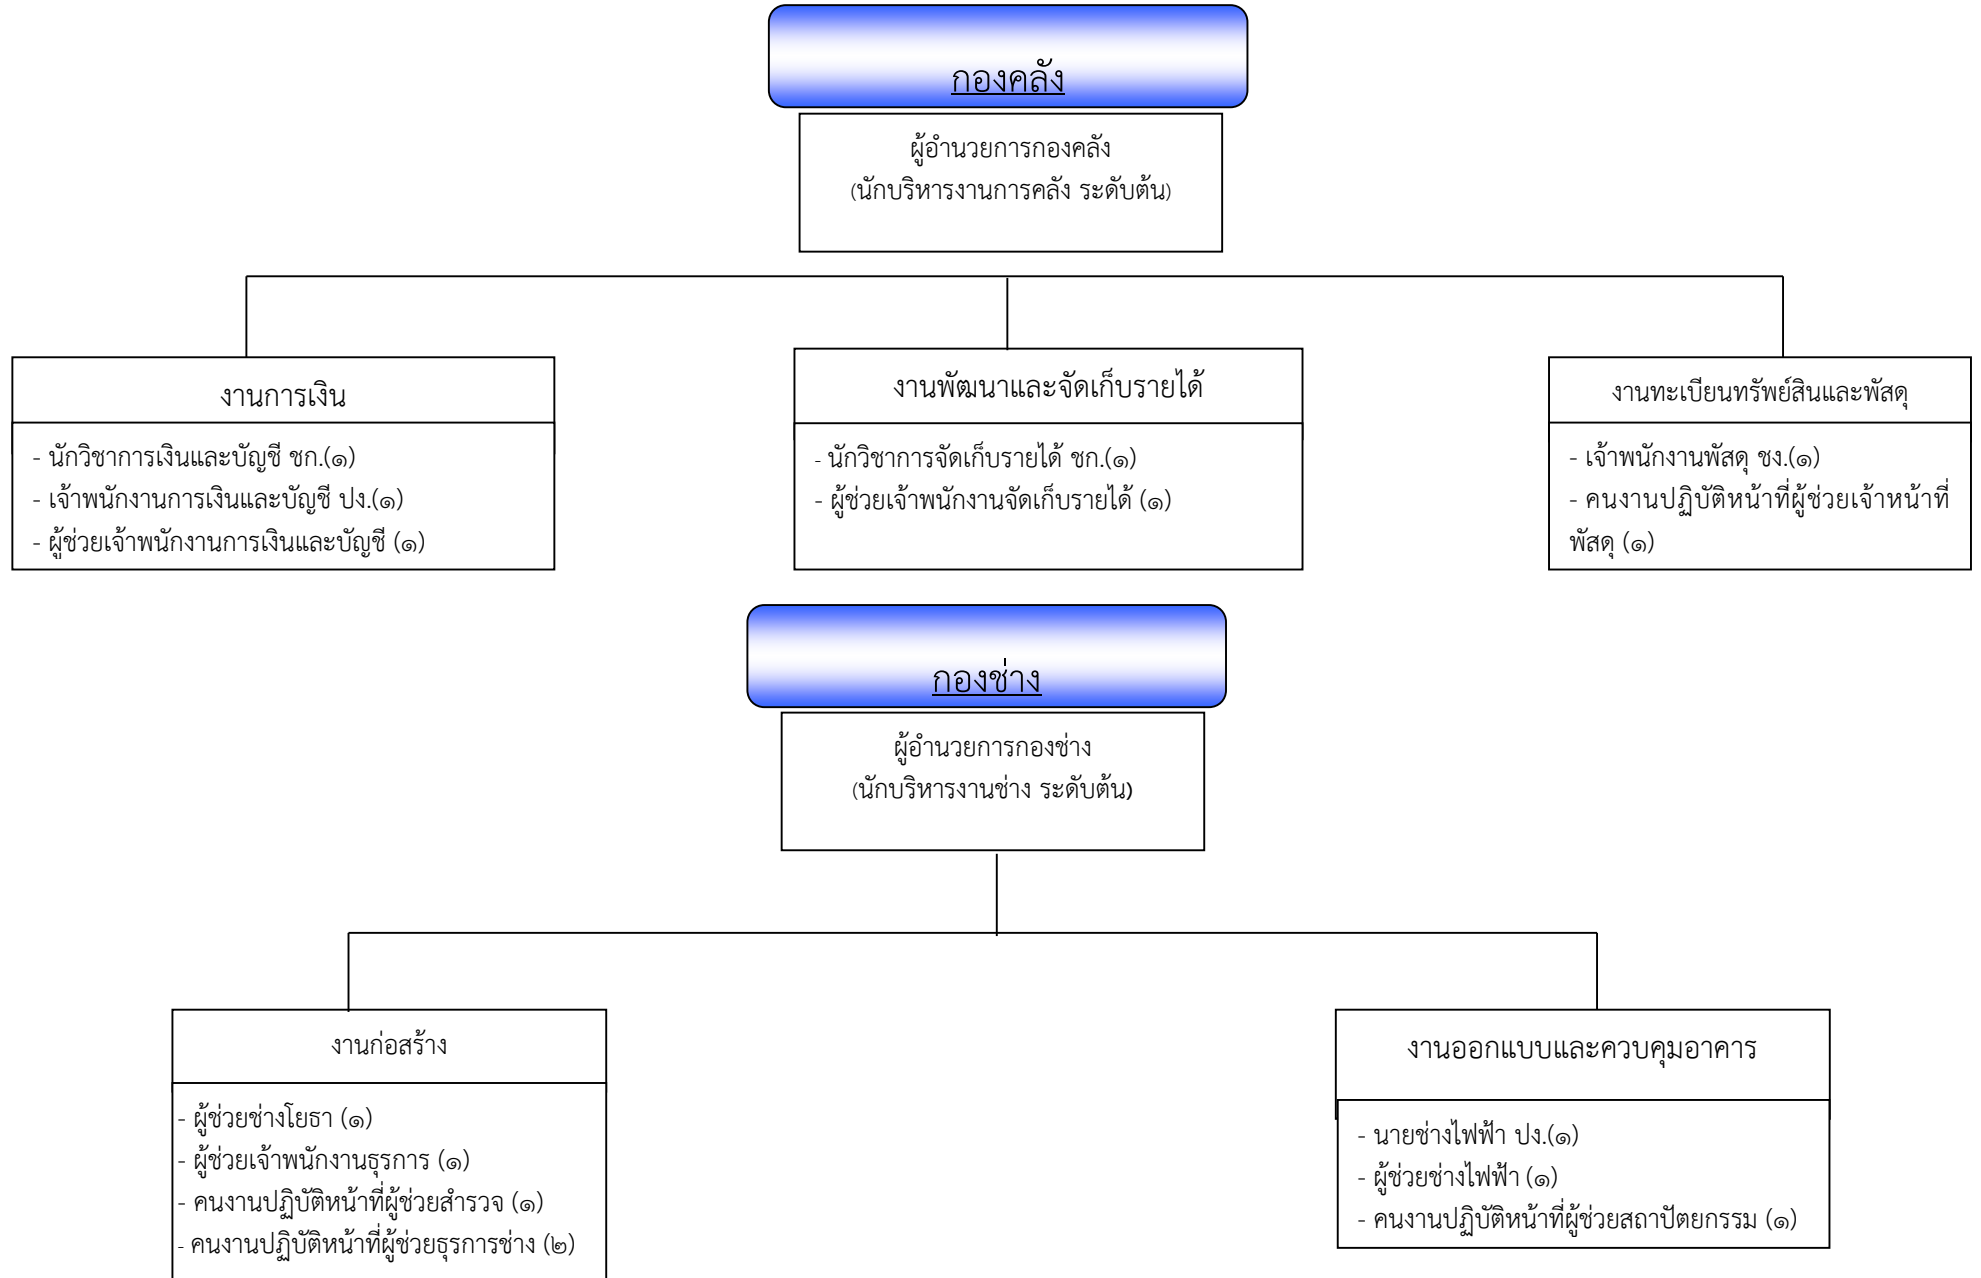 กองคลัง
ผู้อำนวยการกองคลัง
(นักบริหารงานการคลัง ระดับต้น)
งานการเงิน
- นักวิชาการเงินและบัญชี ชก.(๑)
- เจ้าพนักงานการเงินและบัญชี ปง.(๑)
- ผู้ช่วยเจ้าพนักงานการเงินและบัญชี (๑)
งานพัฒนาและจัดเก็บรายได้
- นักวิชาการจัดเก็บรายได้ ชก.(๑)
- ผู้ช่วยเจ้าพนักงานจัดเก็บรายได้ (๑)
งานทะเบียนทรัพย์สินและพัสดุ
- เจ้าพนักงานพัสดุ ชง.(๑)
- คนงานปฏิบัติหน้าที่ผู้ช่วยเจ้าหน้าที่
พัสดุ (๑)
กองช่าง
ผู้อำนวยการกองช่าง
(นักบริหารงานช่าง ระดับต้น)
งานก่อสร้าง
- ผู้ช่วยช่างโยธา (๑)
- ผู้ช่วยเจ้าพนักงานธุรการ (๑)
- คนงานปฏิบัติหน้าที่ผู้ช่วยสำรวจ (๑)
- คนงานปฏิบัติหน้าที่ผู้ช่วยธุรการช่าง (๒)
งานออกแบบและควบคุมอาคาร
- นายช่างไฟฟ้า ปง.(๑)
- ผู้ช่วยช่างไฟฟ้า (๑)
- คนงานปฏิบัติหน้าที่ผู้ช่วยสถาปัตยกรรม (๑)